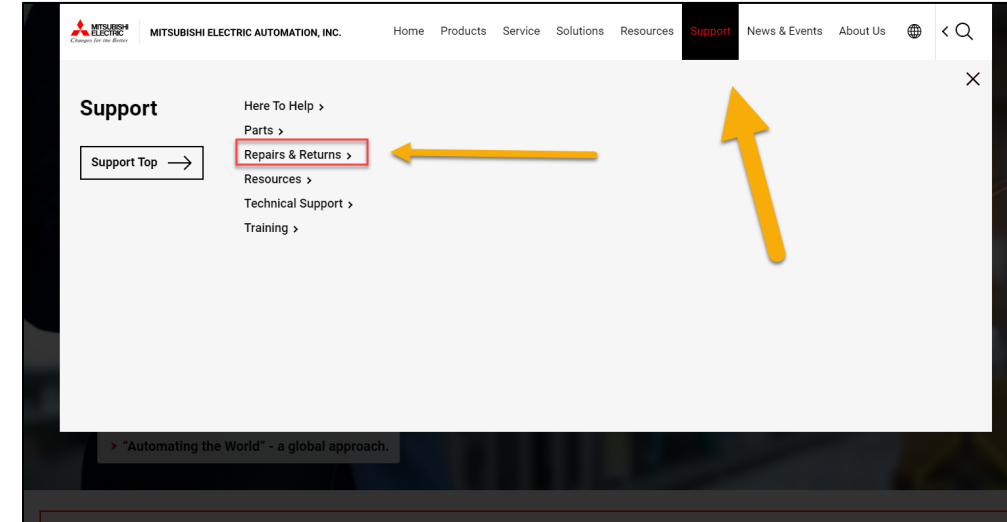 MITSUBISHI
ELECTRIC
Changes for the Better
MITSUBISHI ELECTRIC AUTOMATION, INC.
Home Products Service Solutions Resources Support News & Events About Us
Support
Support Top
Here To Help
Parts
Repairs & Returns
Resources
Technical Support
Training
"Automating the World" - a global approach.